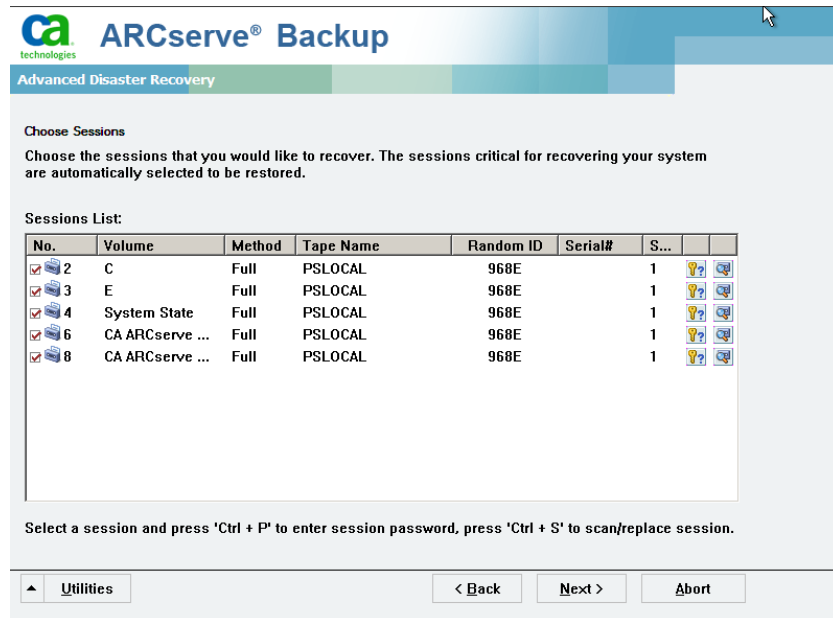 ca
technologies
ARCserve® Backup
Advanced Disaster Recovery
Choose Sessions
Choose the sessions that you would like to recover. The sessions critical for recovering your system
are automatically selected to be restored.
Sessions List:
No. Volume Method Tape Name Random ID Serial# S...
2 C Full PSLOCAL 968E 1
3 E Full PSLOCAL 968E 1
4 System State Full PSLOCAL 968E 1
6 CA ARCserve ... Full PSLOCAL 968E 1
8 CA ARCserve ... Full PSLOCAL 968E 1
Select a session and press 'Ctrl + P' to enter session password, press 'Ctrl + S' to scan/replace session.
Utilities < Back Next > Abort